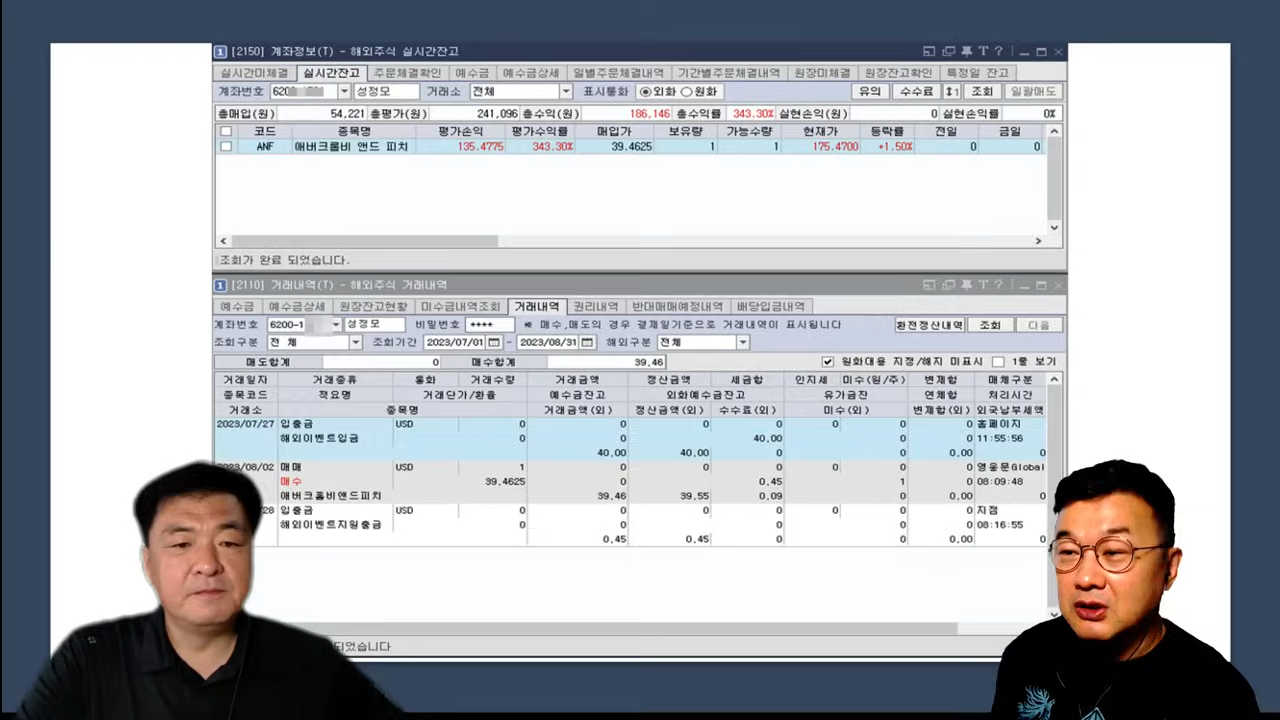 1 [2150] 계좌정보(T) - 해외주식 실시간잔고
실시간미체결 실시간잔고 주문체결확인 예수금 예수금상세 일별주문체결내역 기간별주문체결내역 원장미체결 원장잔고확인 특정일 잔고
계좌번호 620 성정모 거래소 전체 표시통화 외화 원화 유의 수수료 조회 일괄매도
총매입(원) 54,221 총평가(원) 241,096 총수익(원) 186,146 총수익률 343.30% 실현손익(원) 0 실현손익률 0%
코드 종목명 평가손익 평가수익률 매입가 보유량 가능수량 현재가 등락률 전일 금일
ANF 애버크롬비 앤드 피치 135.4775 343.30% 39.4625 1 1 175.4700 +1.50% 0 0
조회가 완료 되었습니다.
1 [2110] 거래내역(T) - 해외주식 거래내역
예수금 예수금상세 원장잔고현황 미수금내역조회 거래내역 권리내역 반대매매예정내역 배당입금내역
계좌번호 6200-1 성정모 비밀번호 **** 매수,매도의 경우 결제일기준으로 거래내역이 표시됩니다 환전정산내역 조회 다음
조회구분 전 체 조회기간 2023/07/01 - 2023/08/31 해외구분 전체
매도합계 0 매수합계 39.46 원화대용 지정/해지 미표시 1줄 보기
거래일자 거래종류 통화 거래수량 거래금액 정산금액 세금합 인지세 미수(원/주) 변제합 매체구분
종목코드 적요명 거래단가/환율 예수금잔고 외화예수금잔고 유가금잔 연체합 처리시간
거래소 종목명 거래금액(외) 정산금액(외) 수수료(외) 미수(외) 변제합(외) 외국납부세액
2023/07/27 입출금 USD 0 0 0 0 0 0 0 홈페이지
해외이벤트입금 0 0 40.00 0 0 11:55:56
40.00 40.00 0 0 0.00 0
2023/08/02 매매 USD 1 0 0 0 0 0 0 영웅문Global
매수 39.4625 0 0.45 1 0 08:09:48
애버크롬비앤드피치 39.46 39.55 0.09 0 0.00 0
28 입출금 USD 0 0 0 0 0 0 0 지점
해외이벤트지원출금 0 0 0 0 0 08:16:55
0.45 0.45 0 0 0.00 0
되었습니다